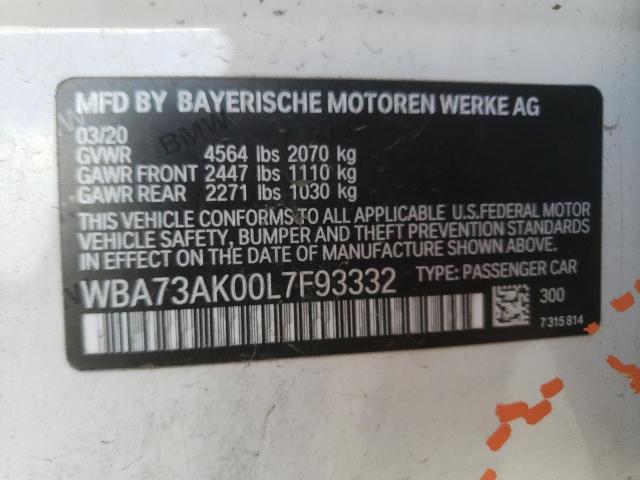 MFD BY BAYERISCHE MOTOREN WERKE AG
03/20
GVWR 4564 lbs 2070 kg
GAWR FRONT 2447 lbs 1110 kg
GAWR REAR 2271 lbs 1030 kg
THIS VEHICLE CONFORMS TO ALL APPLICABLE U.S.FEDERAL MOTOR
VEHICLE SAFETY, BUMPER AND THEFT PREVENTION STANDARDS
IN EFFECT ON THE DATE OF MANUFACTURE SHOWN ABOVE.
WBA73AK00L7F93332 TYPE: PASSENGER CAR
300
7315814
BMW